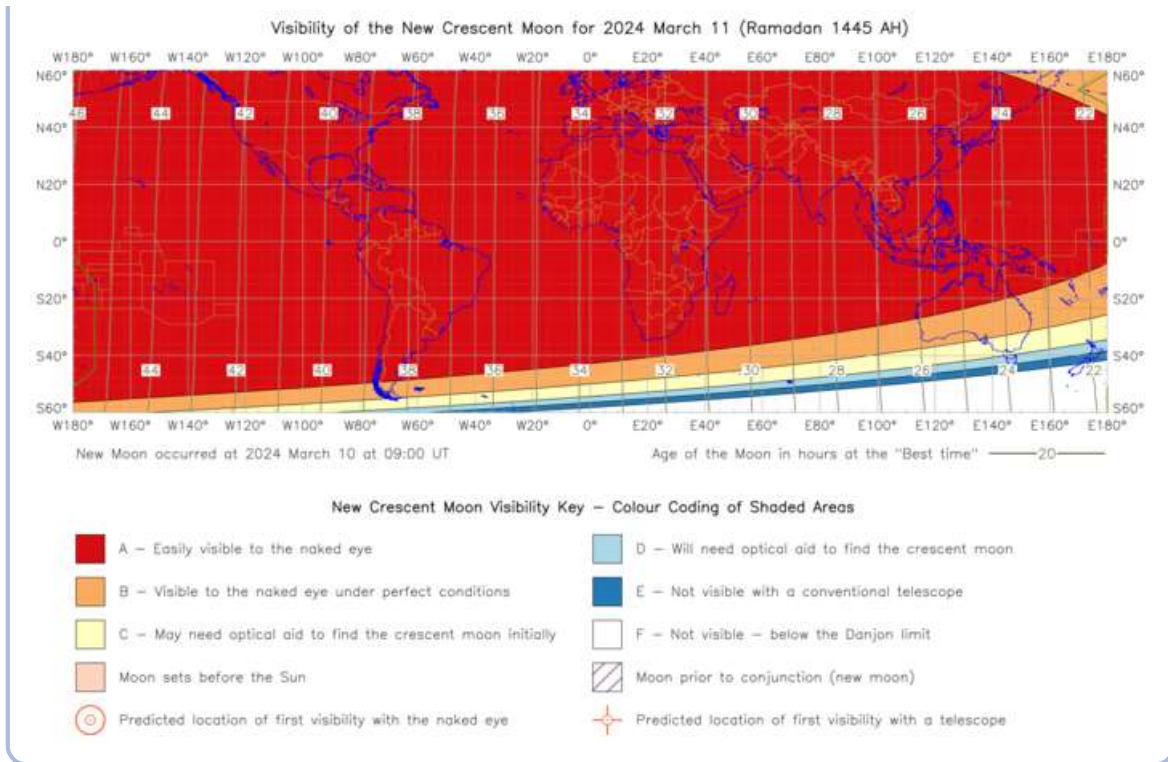 Visibility of the New Crescent Moon for 2024 March 11 (Ramadan 1445 AH)
W180° W160° W140° W120° W100° W80° W60° W40° W20° 0° E20° E40° E60° E80° E100° E120° E140° E160° E180°
N60° N60°
46 44 42 40 38 36 34 32 30 28 26 24 22
N40° N40°
N20° N20°
0° 0°
S20° S20°
S40° S40°
44 42 40 38 36 34 32 30 28 26 24 22
S60° S60°
W180° W160° W140° W120° W100° W80° W60° W40° W20° 0° E20° E40° E60° E80° E100° E120° E140° E160° E180°
New Moon occurred at 2024 March 10 at 09:00 UT
Age of the Moon in hours at the "Best time" 20
New Crescent Moon Visibility Key – Colour Coding of Shaded Areas
A – Easily visible to the naked eye
B – Visible to the naked eye under perfect conditions
C – May need optical aid to find the crescent moon initially
Moon sets before the Sun
Predicted location of first visibility with the naked eye
D – Will need optical aid to find the crescent moon
E – Not visible with a conventional telescope
F – Not visible – below the Danjon limit
Moon prior to conjunction (new moon)
Predicted location of first visibility with a telescope